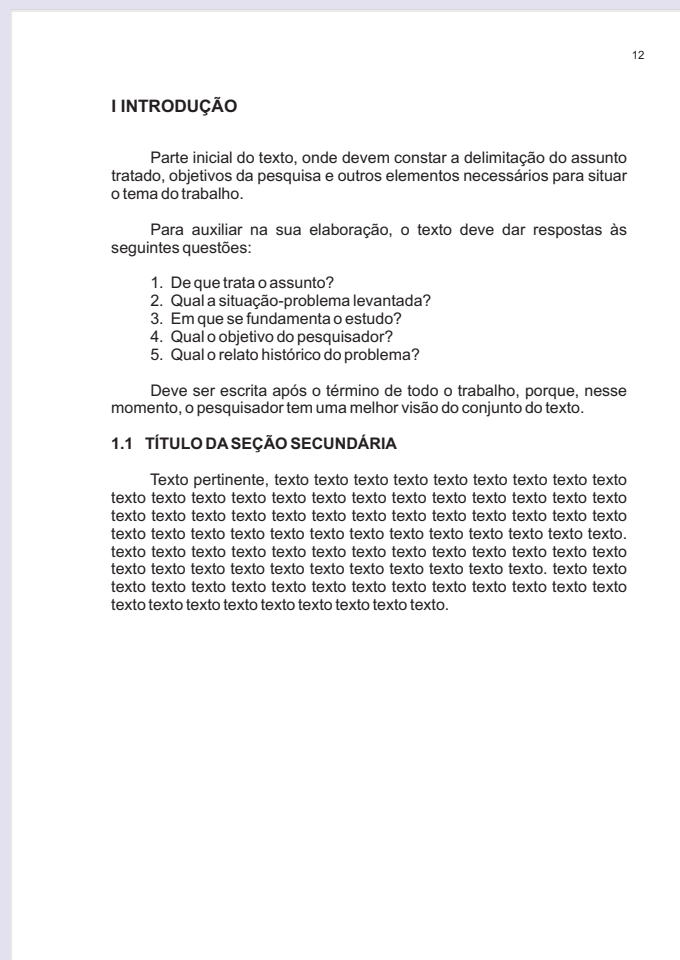 12
I INTRODUÇÃO
Parte inicial do texto, onde devem constar a delimitação do assunto
tratado, objetivos da pesquisa e outros elementos necessários para situar
o tema do trabalho.
Para auxiliar na sua elaboração, o texto deve dar respostas às
seguintes questões:
1. De que trata o assunto?
2. Qual a situação-problema levantada?
3. Em que se fundamenta o estudo?
4. Qual o objetivo do pesquisador?
5. Qual o relato histórico do problema?
Deve ser escrita após o término de todo o trabalho, porque, nesse
momento, o pesquisador tem uma melhor visão do conjunto do texto.
1.1 TÍTULO DA SEÇÃO SECUNDÁRIA
Texto pertinente, texto texto texto texto texto texto texto texto texto
texto texto texto texto texto texto texto texto texto texto texto texto texto
texto texto texto texto texto texto texto texto texto texto texto texto texto
texto texto texto texto texto texto texto texto texto texto texto texto texto.
texto texto texto texto texto texto texto texto texto texto texto texto texto
texto texto texto texto texto texto texto texto texto texto texto. texto texto
texto texto texto texto texto texto texto texto texto texto texto texto texto
texto texto texto texto texto texto texto texto texto.